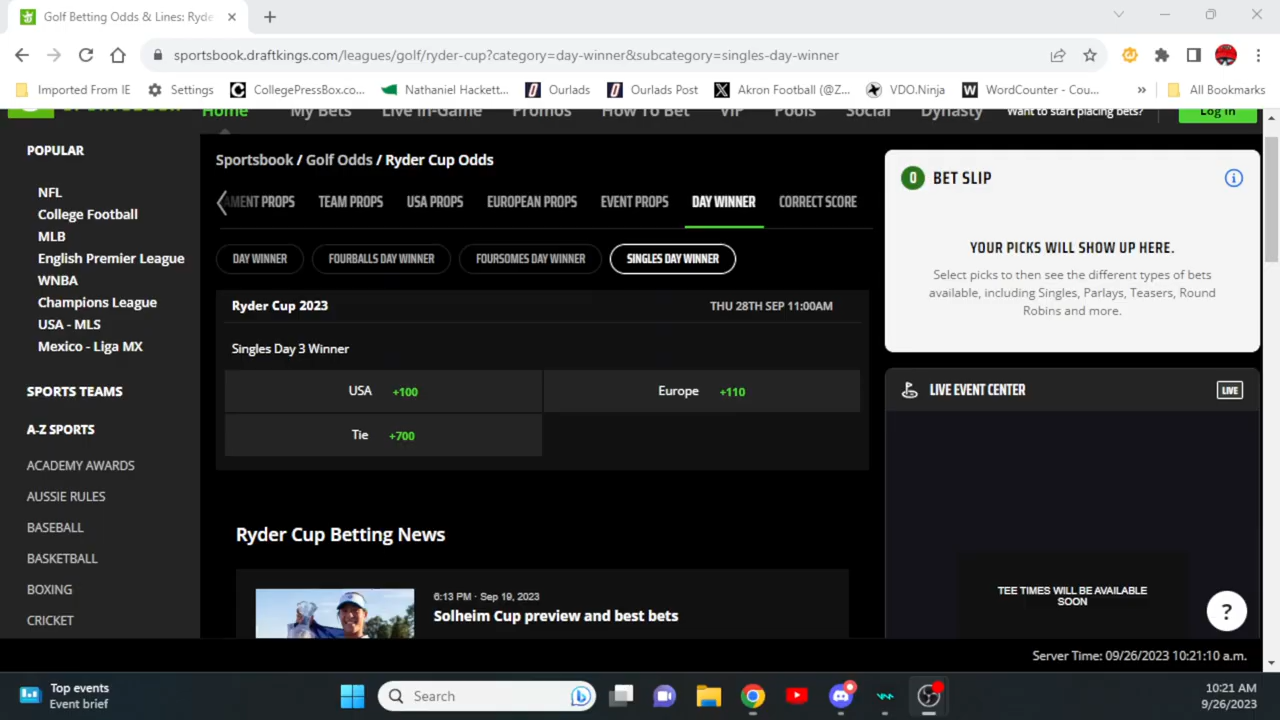 Golf Betting Odds & Lines: Ryde
sportsbook.draftkings.com/leagues/golf/ryder-cup?category=day-winner&subcategory=singles-day-winner
Imported From IE
Settings
CollegePressBox.co...
Nathaniel Hackett...
Ourlads
Ourlads Post
Akron Football (@Z...
VDO.Ninja
WordCounter - Cou...
»
All Bookmarks
Home
My Bets
Live In-Game
Promos
How To Bet
VIP
Pools
Social
Dynasty
Want to start placing bets?
Log In
POPULAR
NFL
College Football
MLB
English Premier League
WNBA
Champions League
USA - MLS
Mexico - Liga MX
SPORTS TEAMS
A-Z SPORTS
ACADEMY AWARDS
AUSSIE RULES
BASEBALL
BASKETBALL
BOXING
CRICKET
Sportsbook / Golf Odds / Ryder Cup Odds
AMENT PROPS
TEAM PROPS
USA PROPS
EUROPEAN PROPS
EVENT PROPS
DAY WINNER
CORRECT SCORE
DAY WINNER
FOURBALLS DAY WINNER
FOURSOMES DAY WINNER
SINGLES DAY WINNER
Ryder Cup 2023
THU 28TH SEP 11:00AM
Singles Day 3 Winner
USA +100
Europe +110
Tie +700
Ryder Cup Betting News
6:13 PM · Sep 19, 2023
Solheim Cup preview and best bets
0 BET SLIP
YOUR PICKS WILL SHOW UP HERE.
Select picks to then see the different types of bets
available, including Singles, Parlays, Teasers, Round
Robins and more.
LIVE EVENT CENTER
LIVE
TEE TIMES WILL BE AVAILABLE
SOON
?
Server Time: 09/26/2023 10:21:10 a.m.
Top events
Event brief
Search
10:21 AM
9/26/2023